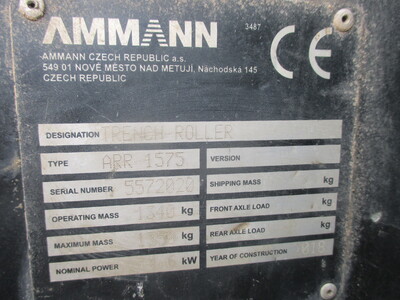 AMMANN
3487
CE
AMMANN CZECH REPUBLIC a.s.
549 01 NOVÉ MĚSTO NAD METUJÍ, Náchodská 145
CZECH REPUBLIC
DESIGNATION TRENCH ROLLER
TYPE ARR 1575 VERSION
SERIAL NUMBER SHIPPING MASS kg
OPERATING MASS kg FRONT AXLE LOAD kg
MAXIMUM MASS kg REAR AXLE LOAD kg
NOMINAL POWER kW YEAR OF CONSTRUCTION